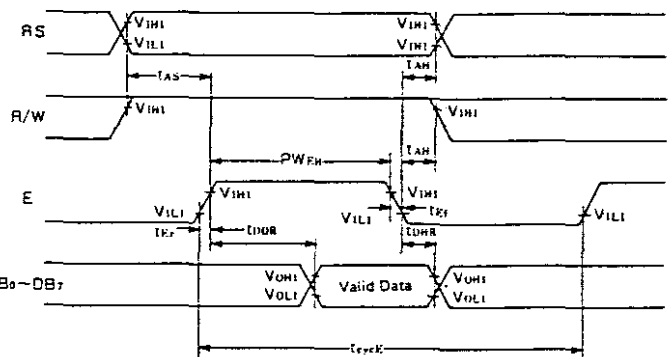 RS
VIH1
VIL1
VIH1
VIH1
tAS
tAH
R/W
VIH1
VIH1
tAH
PWEH
E
VIH1
VIH1
VIL1
VIL1
tEf
VIL1
tEr
tDDR
tDHR
B0~DB7
VOH1
VOL1
Valid Data
VOH1
VOL1
tcycE